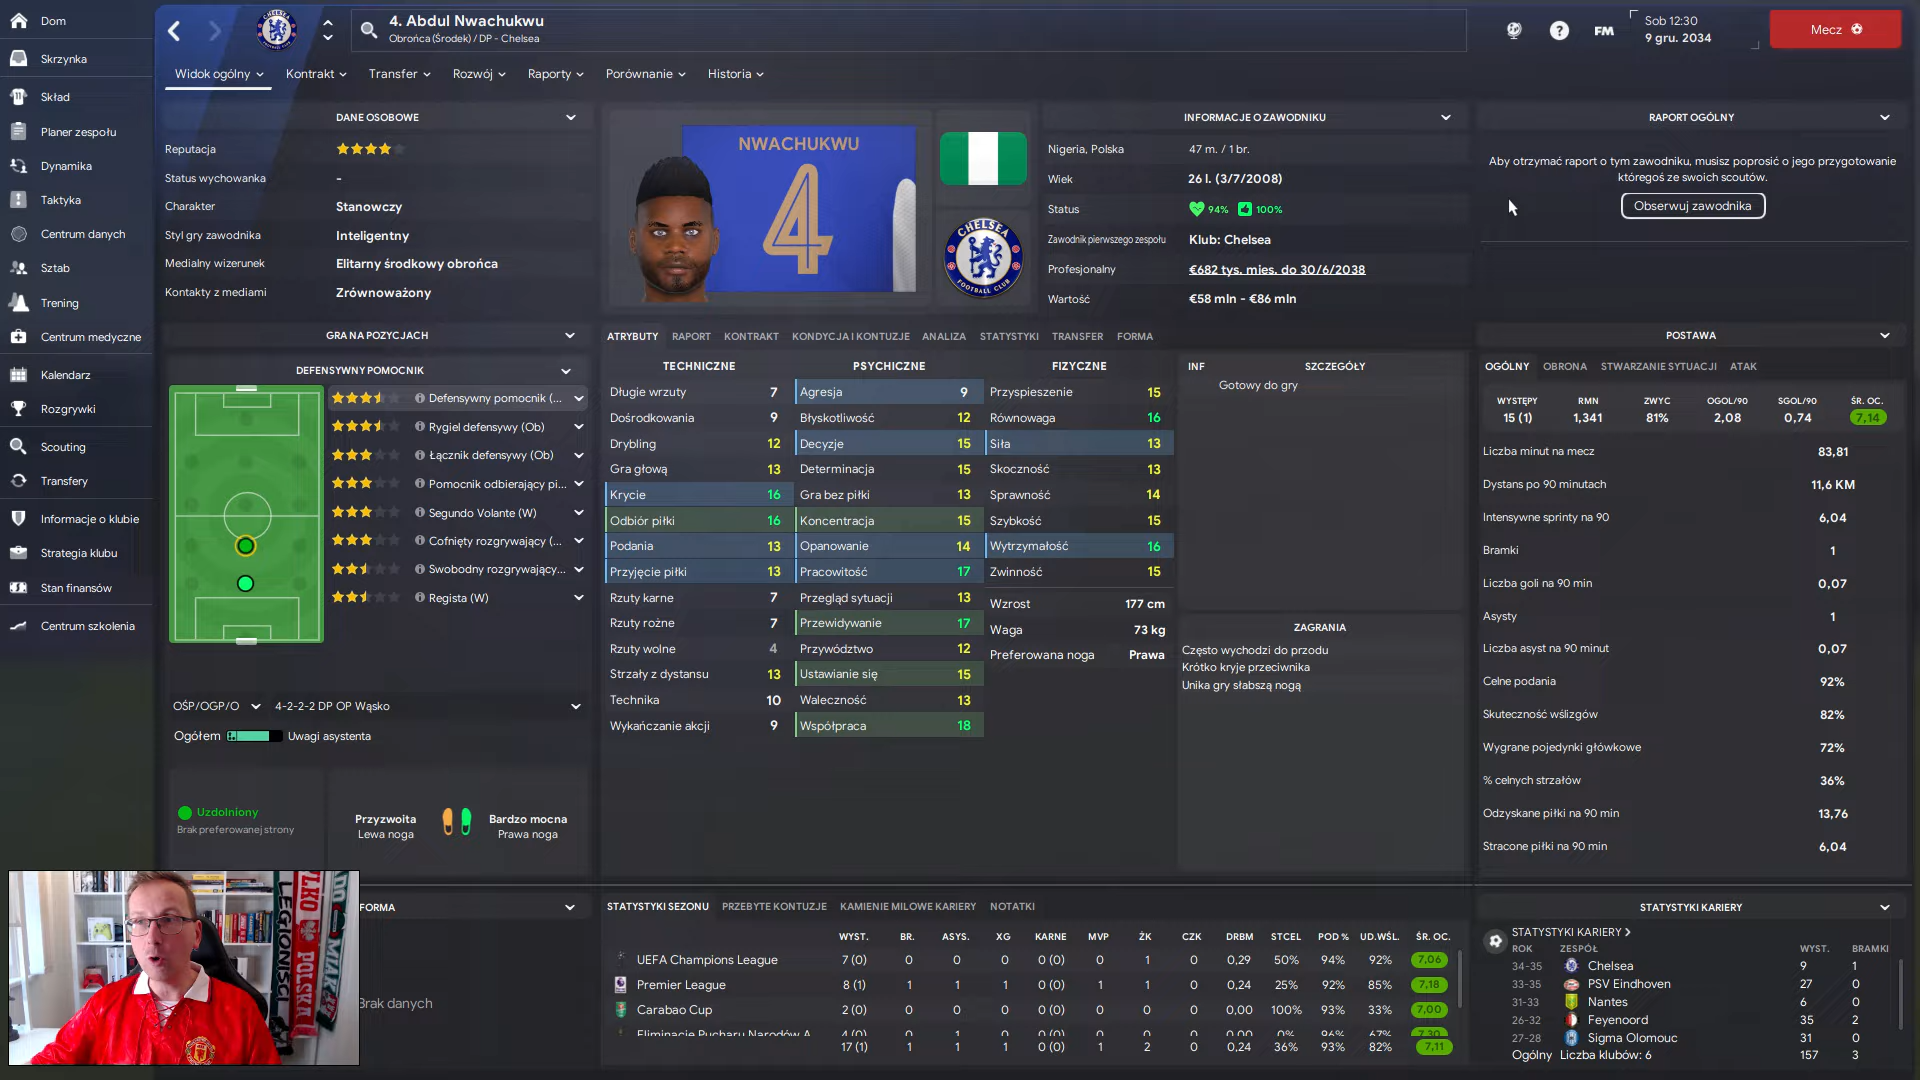 Dom
Skrzynka
Skład
Planer zespołu
Dynamika
Taktyka
Centrum danych
Sztab
Trening
Centrum medyczne
Kalendarz
Rozgrywki
Scouting
Transfery
Informacje o klubie
Strategia klubu
Stan finansów
Centrum szkolenia
4. Abdul Nwachukwu
Obrońca (Środek) / DP - Chelsea
FM
Sob 12:30
9 gru. 2034
Mecz
Widok ogólny
Kontrakt
Transfer
Rozwój
Raporty
Porównanie
Historia
DANE OSOBOWE
Reputacja
Status wychowanka -
Charakter Stanowczy
Styl gry zawodnika Inteligentny
Medialny wizerunek Elitarny środkowy obrońca
Kontakty z mediami Zrównoważony
NWACHUKWU
4
CHELSEA
FOOTBALL CLUB
INFORMACJE O ZAWODNIKU
Nigeria, Polska 47 m. / 1 br.
Wiek 26 l. (3/7/2008)
Status 94% 100%
Zawodnik pierwszego zespołu Klub: Chelsea
Profesjonalny €682 tys. mies. do 30/6/2038
Wartość €58 mln - €86 mln
RAPORT OGÓLNY
Aby otrzymać raport o tym zawodniku, musisz poprosić o jego przygotowanie
któregoś ze swoich scoutów.
Obserwuj zawodnika
GRA NA POZYCJACH
DEFENSYWNY POMOCNIK
Defensywny pomocnik (...
Rygiel defensywy (Ob)
Łącznik defensywy (Ob)
Pomocnik odbierający pi...
Segundo Volante (W)
Cofnięty rozgrywający (...
Swobodny rozgrywający...
Regista (W)
OŚP/OGP/O 4-2-2-2 DP OP Wąsko
Ogółem Uwagi asystenta
Uzdolniony
Brak preferowanej strony
Przyzwoita
Lewa noga
Bardzo mocna
Prawa noga
FORMA
Brak danych
ATRYBUTY RAPORT KONTRAKT KONDYCJA I KONTUZJE ANALIZA STATYSTYKI TRANSFER FORMA
TECHNICZNE
Długie wrzuty 7
Dośrodkowania 9
Drybling 12
Gra głową 13
Krycie 16
Odbiór piłki 16
Podania 13
Przyjęcie piłki 13
Rzuty karne 7
Rzuty rożne 7
Rzuty wolne 4
Strzały z dystansu 13
Technika 10
Wykańczanie akcji 9
PSYCHICZNE
Agresja 9
Błyskotliwość 12
Decyzje 15
Determinacja 15
Gra bez piłki 13
Koncentracja 15
Opanowanie 14
Pracowitość 17
Przegląd sytuacji 13
Przewidywanie 17
Przywództwo 12
Ustawianie się 15
Waleczność 13
Współpraca 18
FIZYCZNE
Przyspieszenie 15
Równowaga 16
Siła 13
Skoczność 13
Sprawność 14
Szybkość 15
Wytrzymałość 16
Zwinność 15
Wzrost 177 cm
Waga 73 kg
Preferowana noga Prawa
INF SZCZEGÓŁY
Gotowy do gry
ZAGRANIA
Często wychodzi do przodu
Krótko kryje przeciwnika
Unika gry słabszą nogą
POSTAWA
OGÓLNY OBRONA STWARZANIE SYTUACJI ATAK
WYSTĘPY RMN ZWYC OGOL/90 SGOL/90 ŚR. OC.
15 (1) 1,341 81% 2,08 0,74 7,14
Liczba minut na mecz 83,81
Dystans po 90 minutach 11,6 KM
Intensywne sprinty na 90 6,04
Bramki 1
Liczba goli na 90 min 0,07
Asysty 1
Liczba asyst na 90 minut 0,07
Celne podania 92%
Skuteczność wślizgów 82%
Wygrane pojedynki główkowe 72%
% celnych strzałów 36%
Odzyskane piłki na 90 min 13,76
Stracone piłki na 90 min 6,04
STATYSTYKI SEZONU PRZEBYTE KONTUZJE KAMIENIE MILOWE KARIERY NOTATKI
WYST. BR. ASYS. XG KARNE MVP ŻK CZK DRBM STCEL POD % UD.WŚL. ŚR. OC.
UEFA Champions League 7 (0) 0 0 0 0 (0) 0 1 0 0,29 50% 94% 92% 7,06
Premier League 8 (1) 1 1 1 0 (0) 1 1 0 0,24 25% 92% 85% 7,18
Carabao Cup 2 (0) 0 0 0 0 (0) 0 0 0 0,00 100% 93% 33% 7,00
Eliminacje Pucharu Narodów A... 4 (0) 0 1 0 0 (0) 0 0 0 0,00 0% 96% 67% 7,30
17 (1) 1 1 1 0 (0) 1 2 0 0,24 36% 93% 82% 7,11
STATYSTYKI KARIERY
STATYSTYKI KARIERY
ROK ZESPÓŁ WYST. BRAMKI
34-35 Chelsea 9 1
33-35 PSV Eindhoven 27 0
31-33 Nantes 6 0
26-32 Feyenoord 35 2
27-28 Sigma Olomouc 31 0
Ogólny Liczba klubów: 6 157 3
LEGIONIŚCI
POLSKA